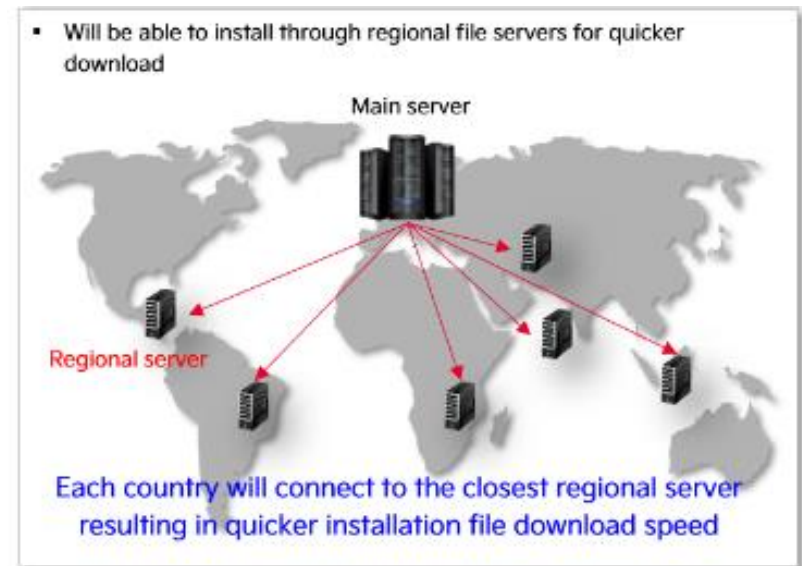 ▪ Will be able to install through regional file servers for quicker
download
Main server
Regional server
Each country will connect to the closest regional server
resulting in quicker installation file download speed